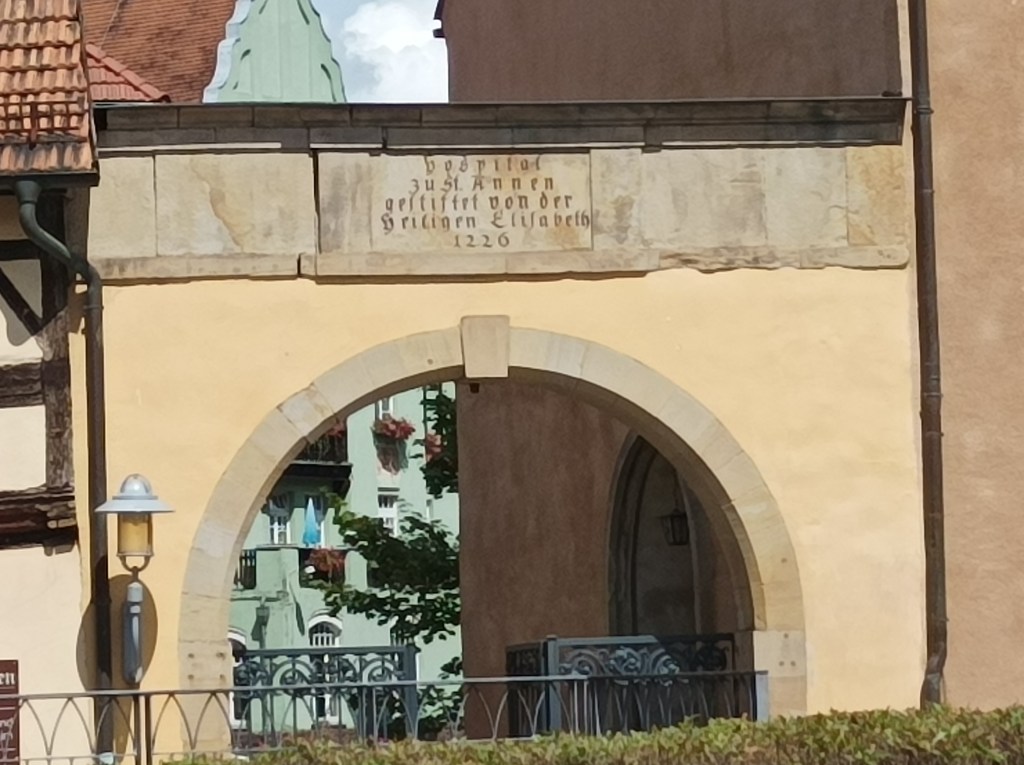 Hospital
zu St. Annen
gestiftet von der
Heiligen Elisabeth
1226